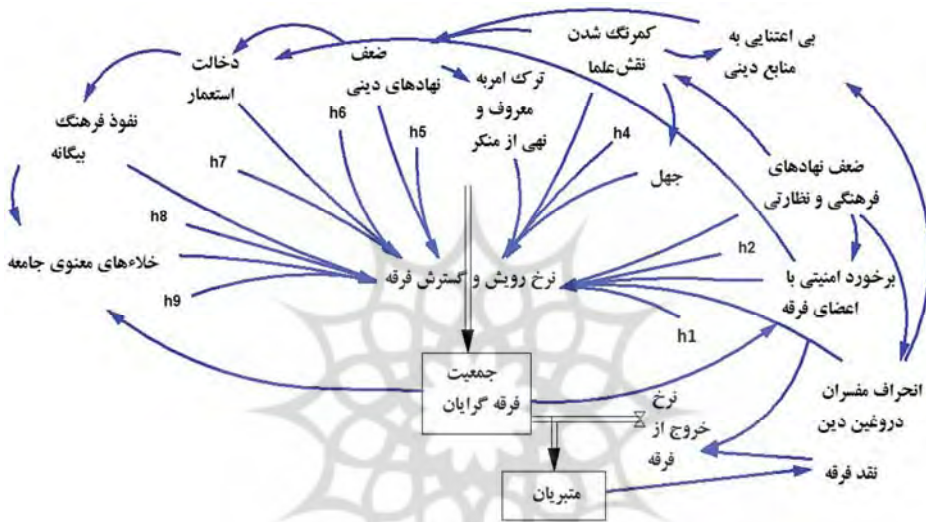 بی اعتنایی به
منابع دینی
کمرنگ شدن
نقش علما
ضعف
نهادهای دینی
دخالت
استعمار
ترک امربه
معروف و
نهی از منکر
نفوذ فرهنگ
بیگانه
h6
h5
h4
h7
جهل
ضعف نهادهای
فرهنگی و نظارتی
h8
h2
خلاءهای معنوی جامعه
نرخ رویش و گسترش فرقه
برخورد امنیتی با
اعضای فرقه
h9
h1
جمعیت
فرقه گرایان
انحراف مفسران
دروغین دین
نرخ
خروج از
فرقه
نقد فرقه
متبریان